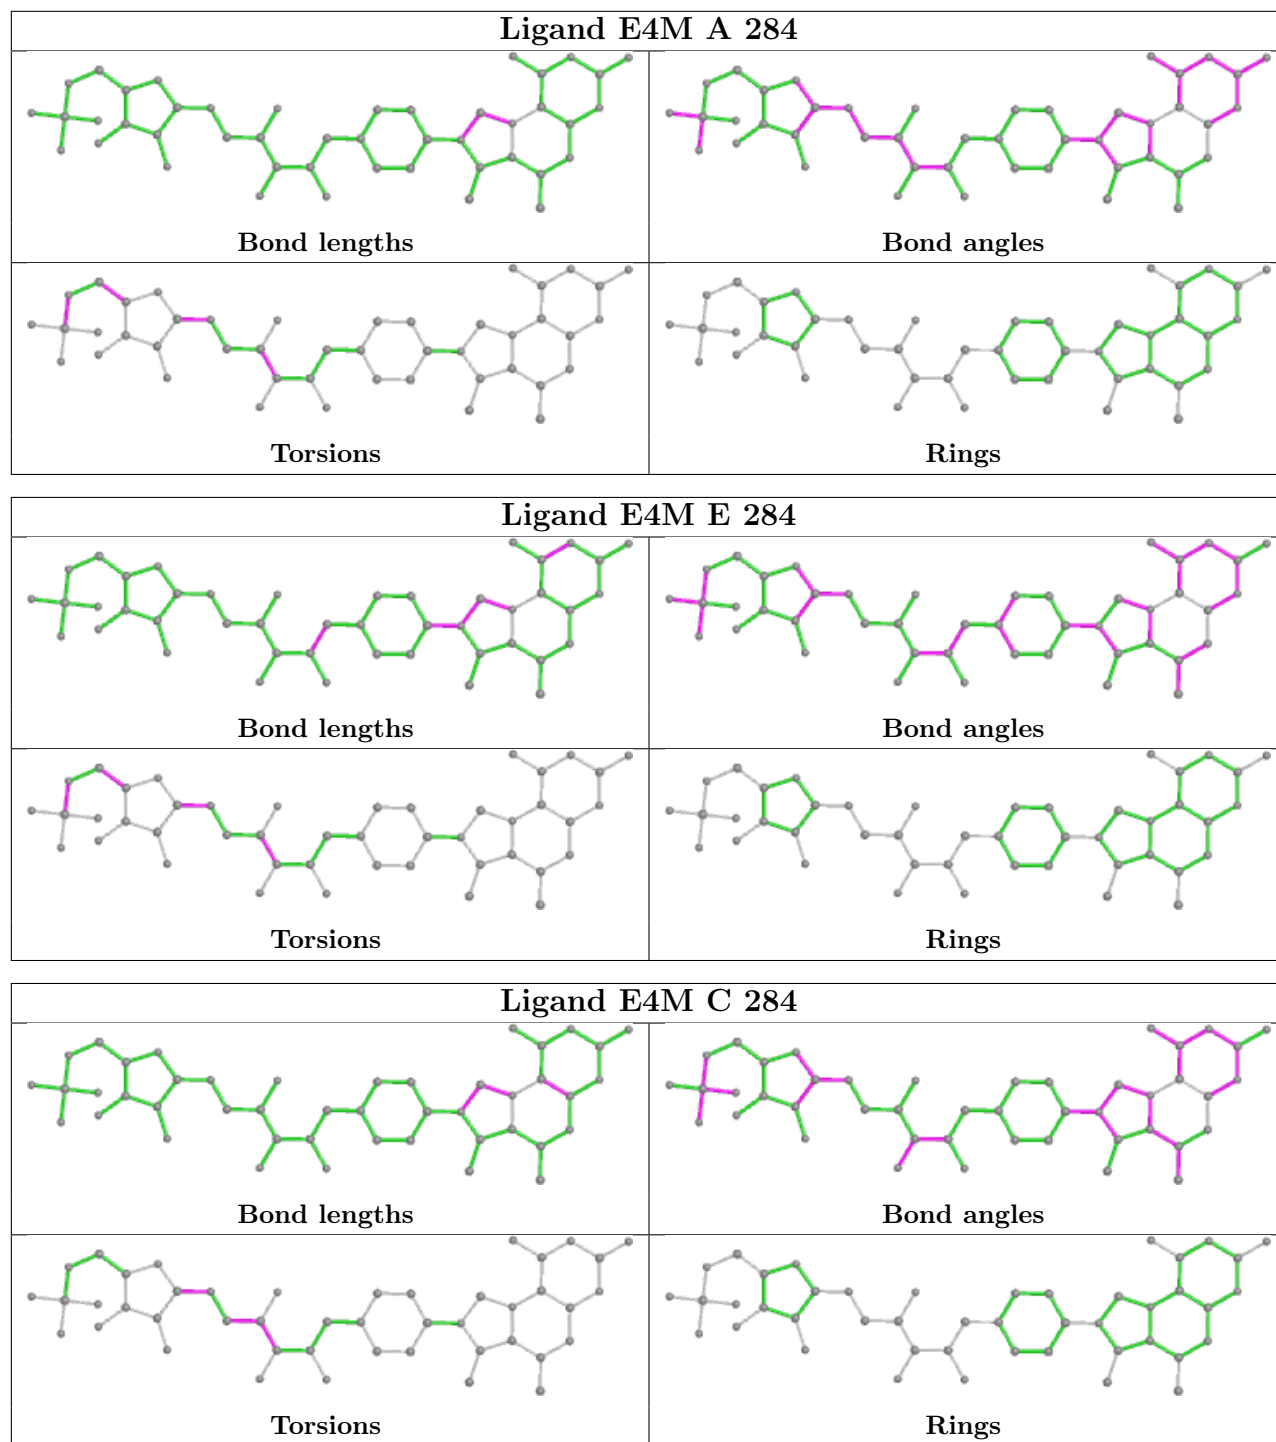 Ligand E4M A 284
Bond lengths
Bond angles
Torsions
Rings
Ligand E4M E 284
Bond lengths
Bond angles
Torsions
Rings
Ligand E4M C 284
Bond lengths
Bond angles
Torsions
Rings